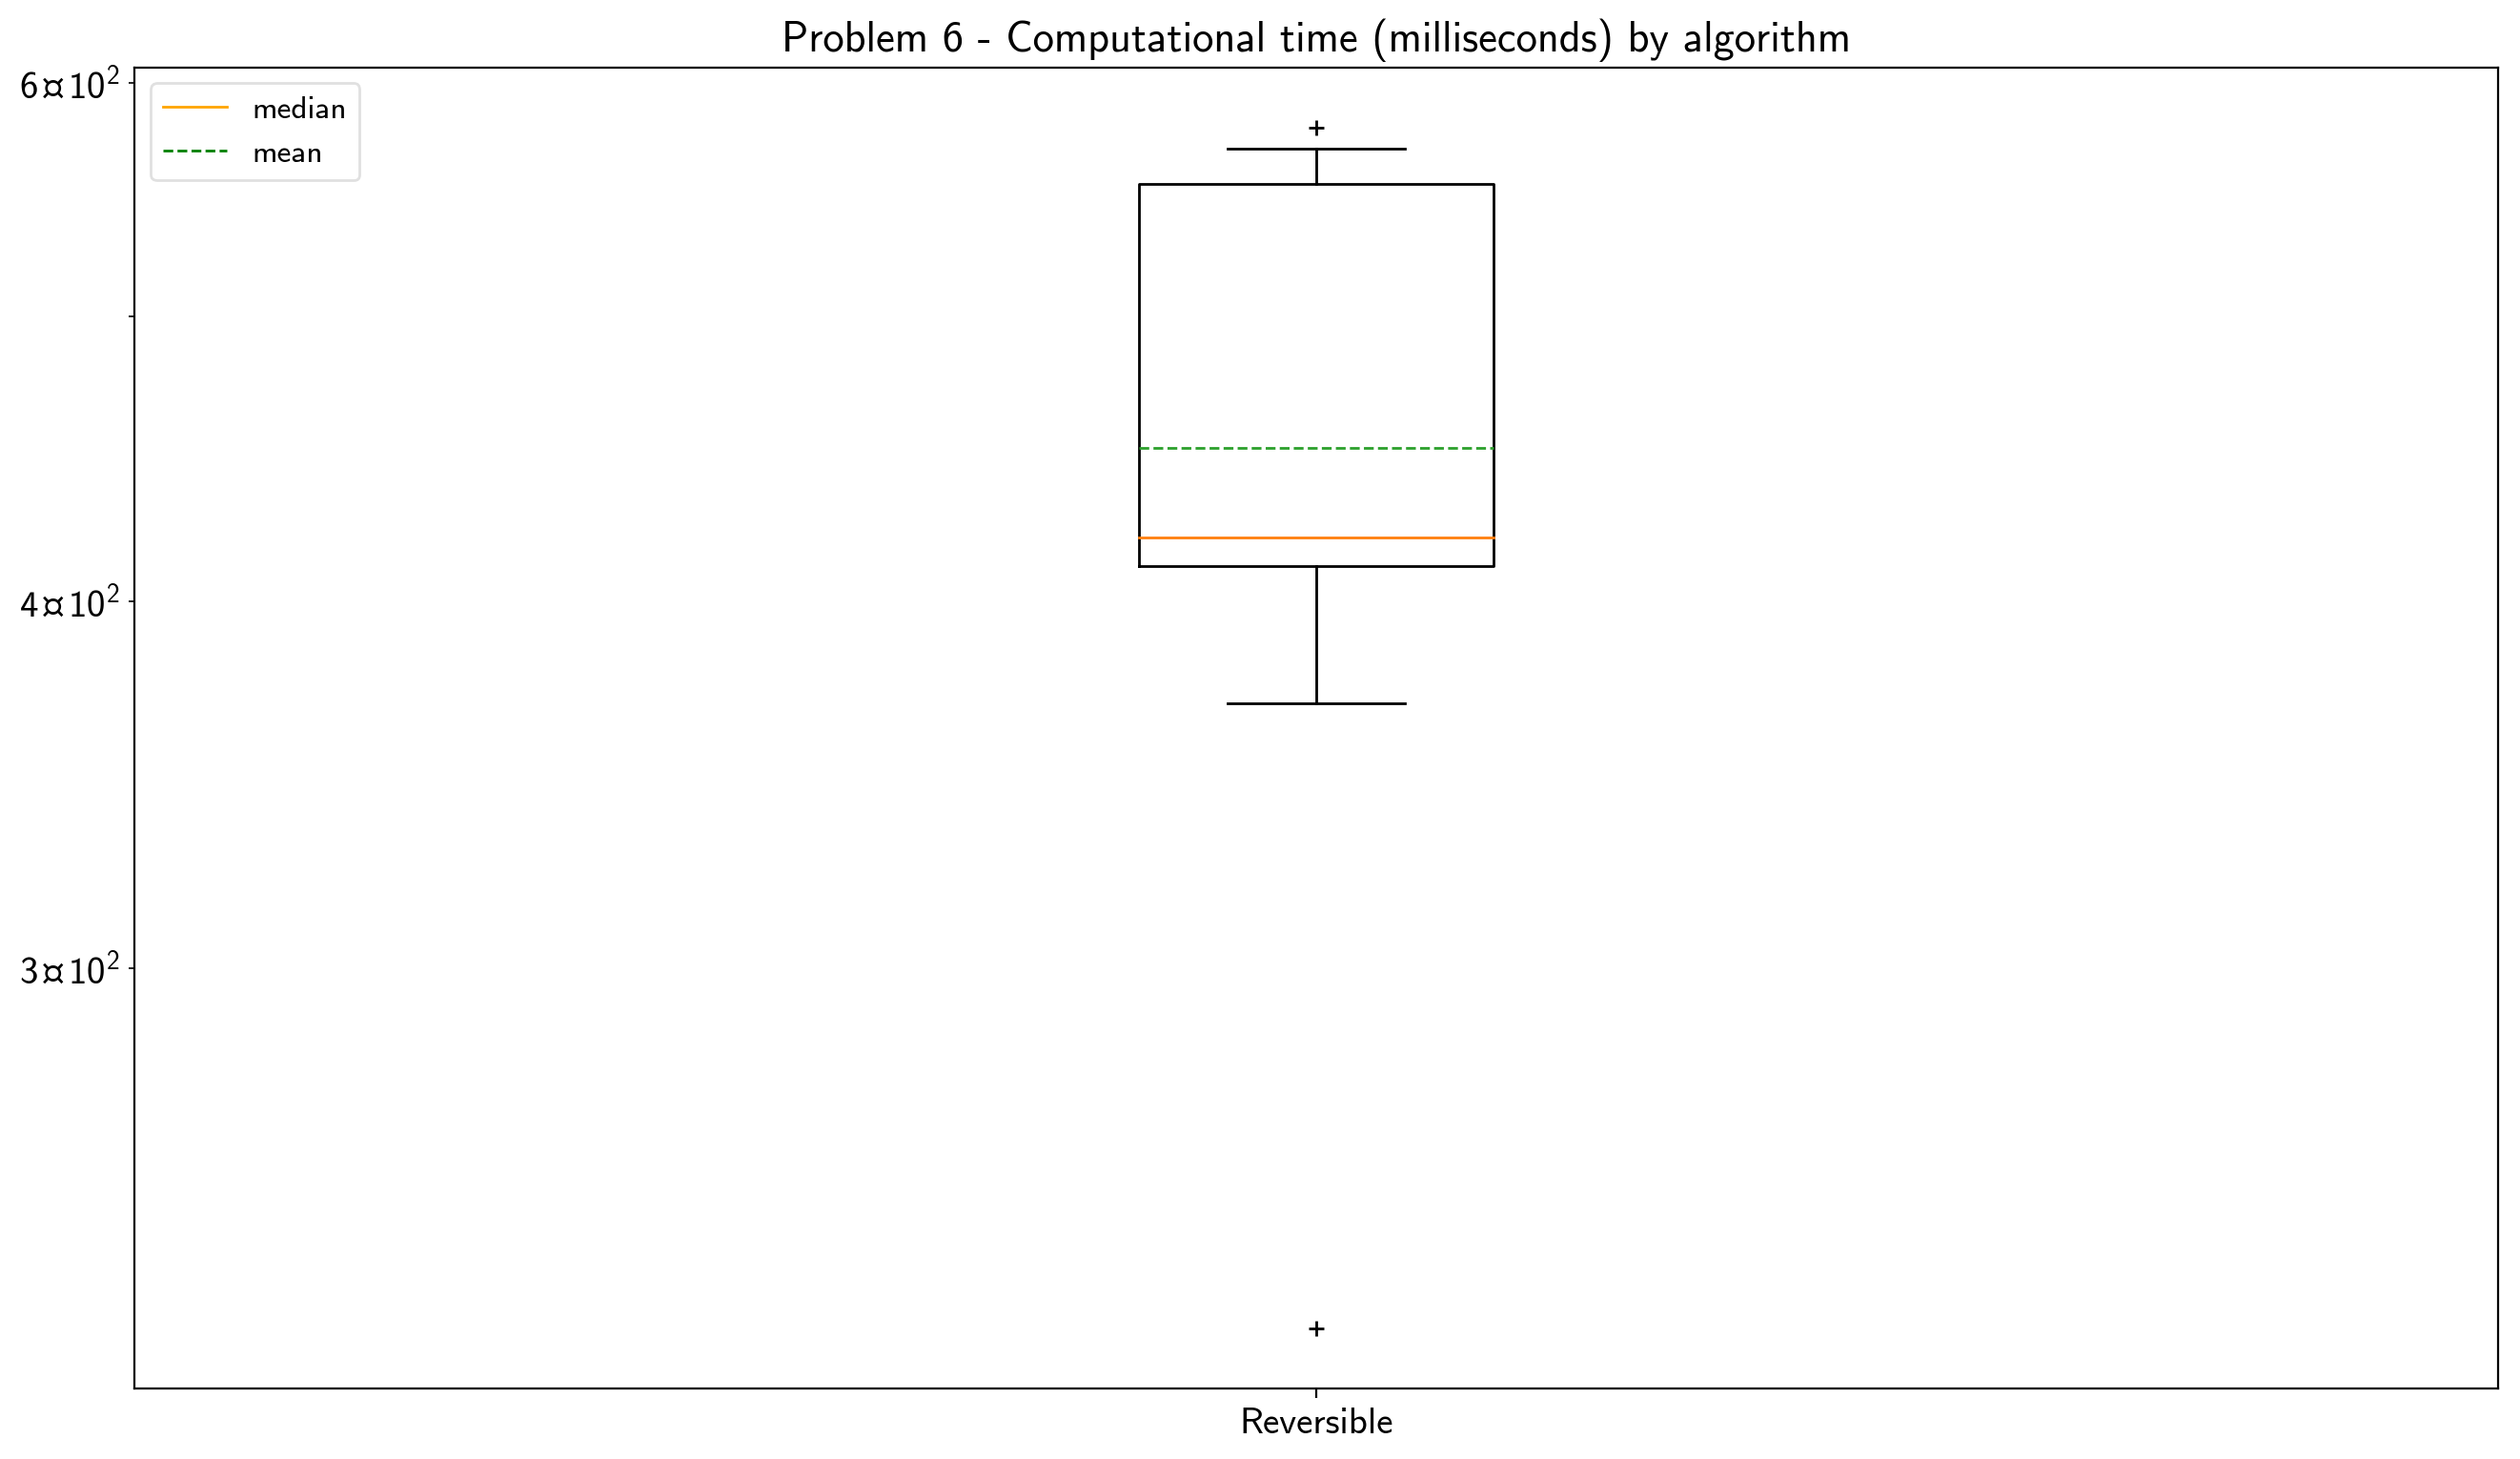 Problem 6 - Computational time (milliseconds) by algorithm
6¤10²
median
mean
4¤10²
3¤10²
Reversible